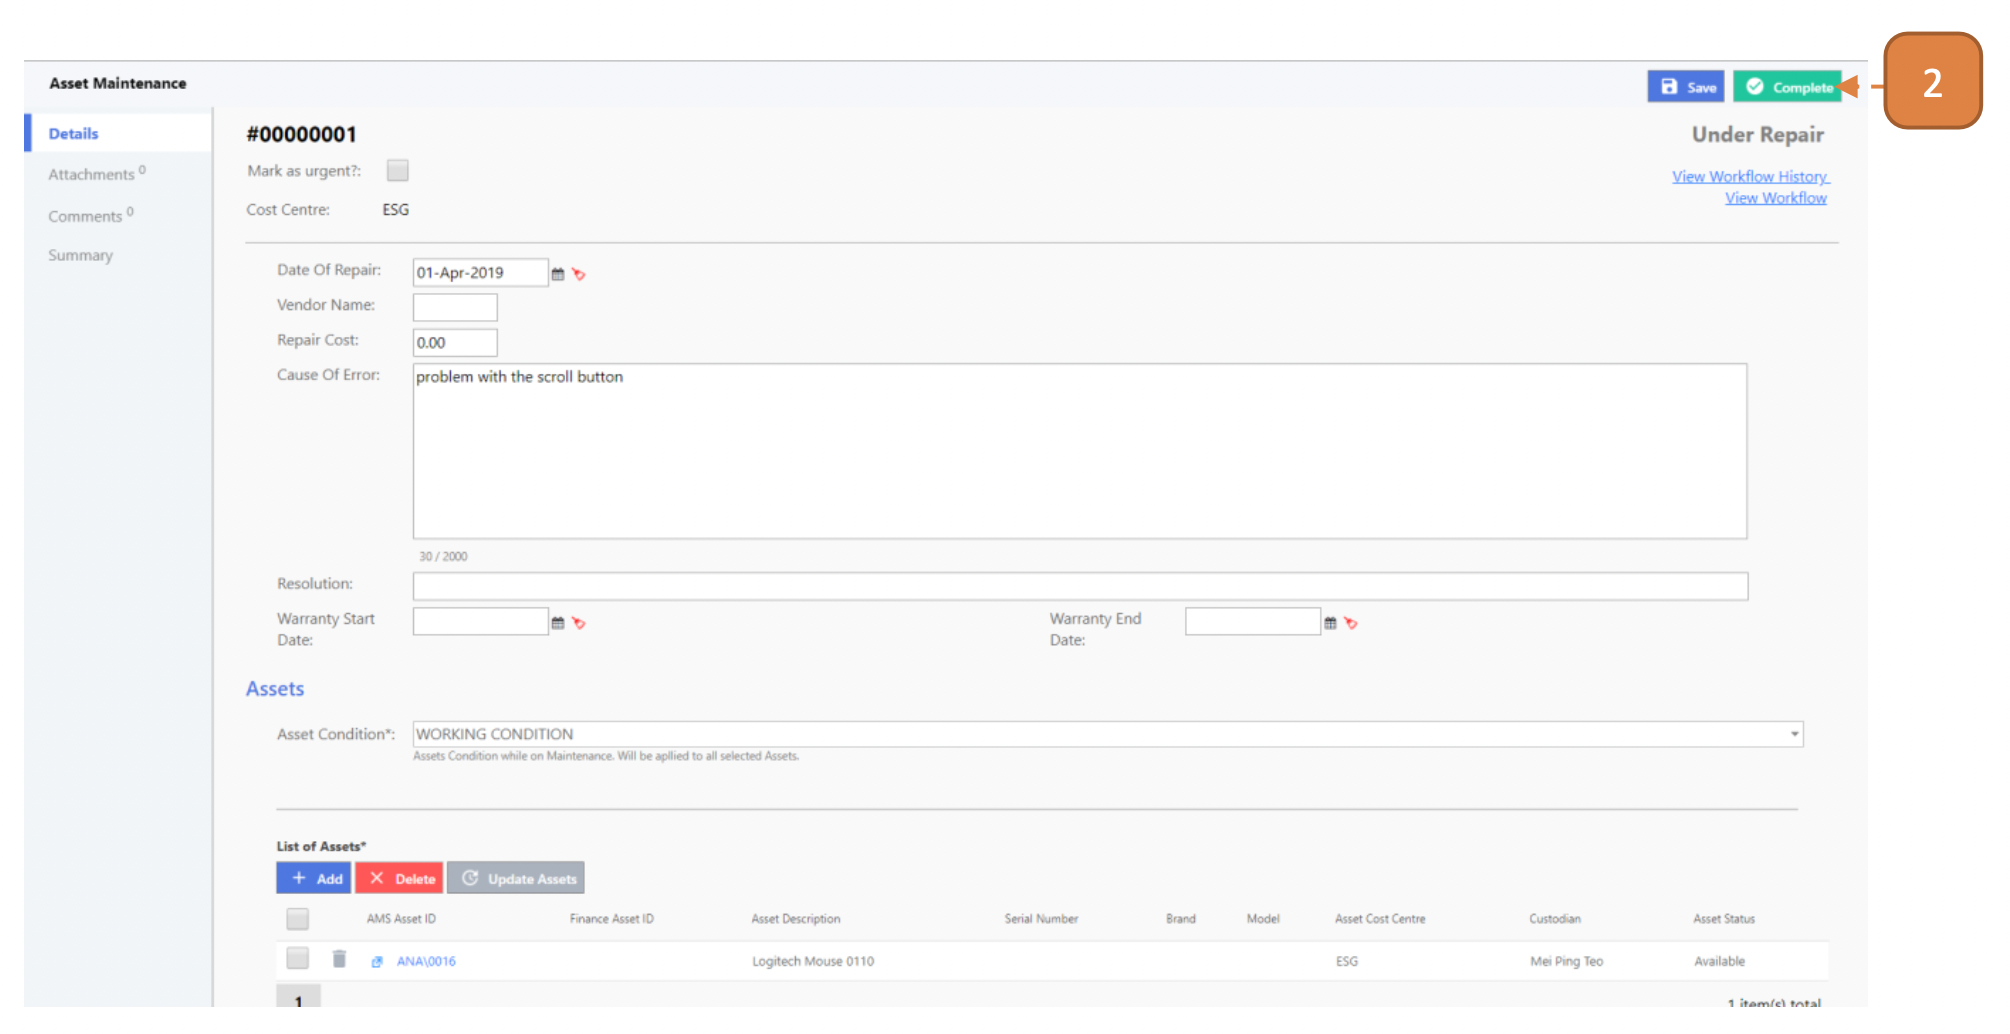 Asset Maintenance
Save
Complete
2
Details
Attachments 0
Comments 0
Summary
#00000001
Under Repair
Mark as urgent?:
View Workflow History
Cost Centre: ESG
View Workflow
Date Of Repair: 01-Apr-2019
Vendor Name:
Repair Cost: 0.00
Cause Of Error: problem with the scroll button
30 / 2000
Resolution:
Warranty Start
Date:
Warranty End
Date:
Assets
Asset Condition*: WORKING CONDITION
Assets Condition while on Maintenance. Will be apllied to all selected Assets.
List of Assets*
+ Add
Delete
Update Assets
AMS Asset ID Finance Asset ID Asset Description Serial Number Brand Model Asset Cost Centre Custodian Asset Status
ANA\0016 Logitech Mouse 0110 ESG Mei Ping Teo Available
1
1 item(s) total